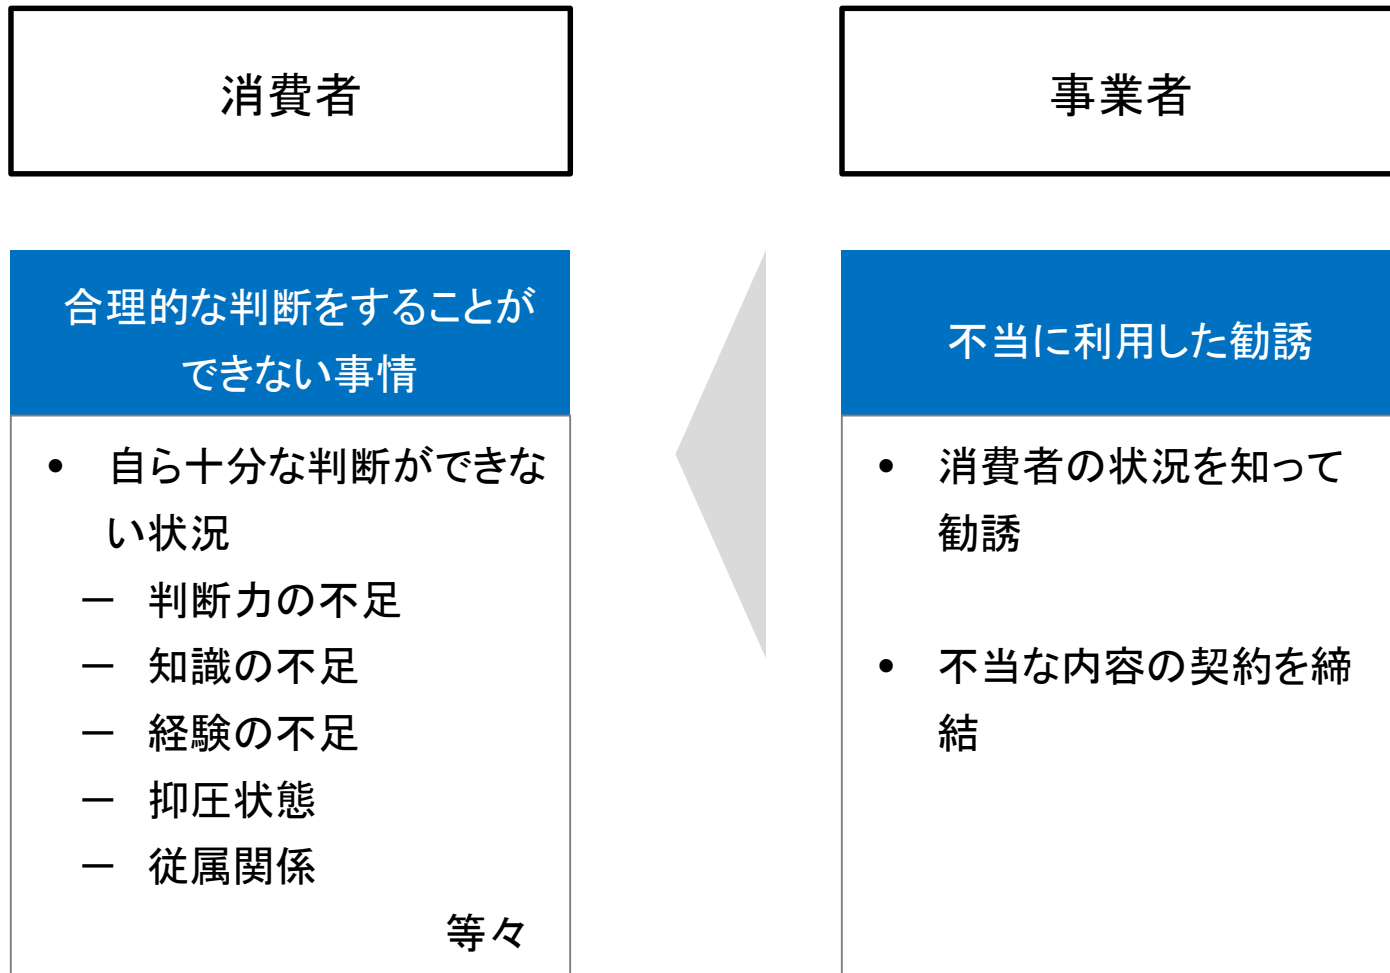 消費者
合理的な判断をすることが
できない事情
• 自ら十分な判断ができな
い状況
－ 判断力の不足
－ 知識の不足
－ 経験の不足
－ 抑圧状態
－ 従属関係
等々
事業者
不当に利用した勧誘
• 消費者の状況を知って
勧誘
• 不当な内容の契約を締
結